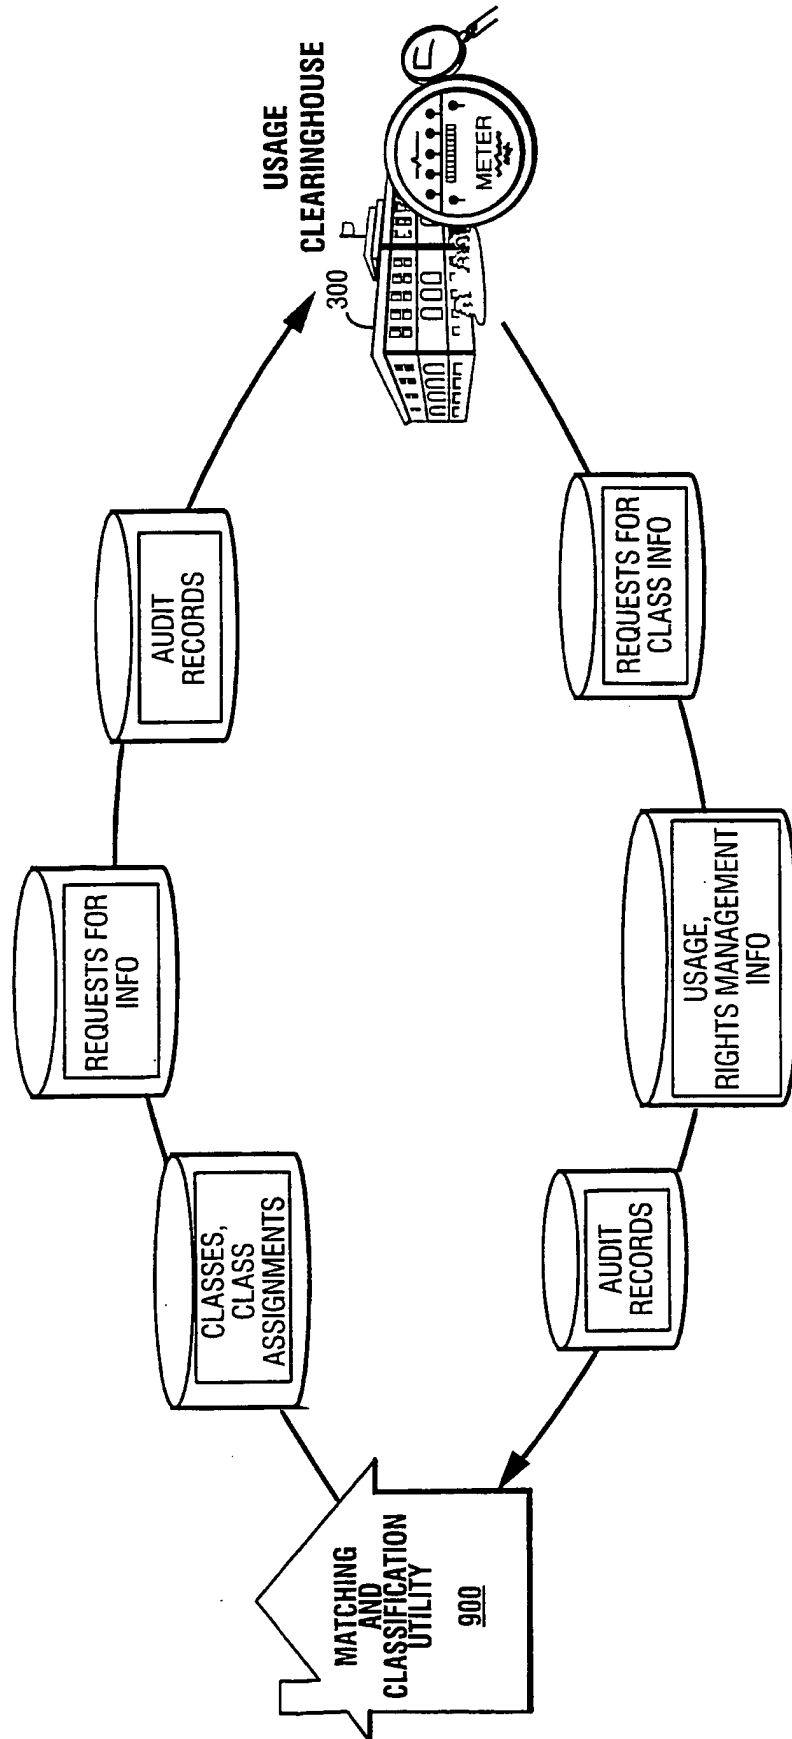 USAGE
CLEARINGHOUSE
300
METER
AUDIT
RECORDS
REQUESTS FOR
INFO
CLASSES,
CLASS
ASSIGNMENTS
MATCHING
AND
CLASSIFICATION
UTILITY
900
REQUESTS FOR
CLASS INFO
USAGE,
RIGHTS MANAGEMENT
INFO
AUDIT
RECORDS